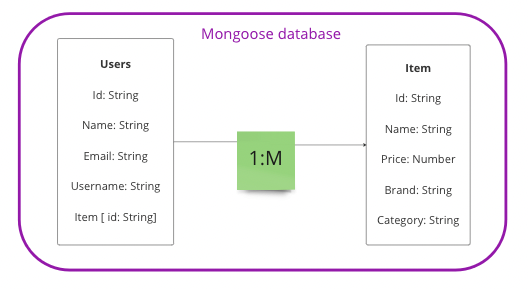 Mongoose database
Users
Id: String
Name: String
Email: String
Username: String
Item [ id: String]
1:M
Item
Id: String
Name: String
Price: Number
Brand: String
Category: String